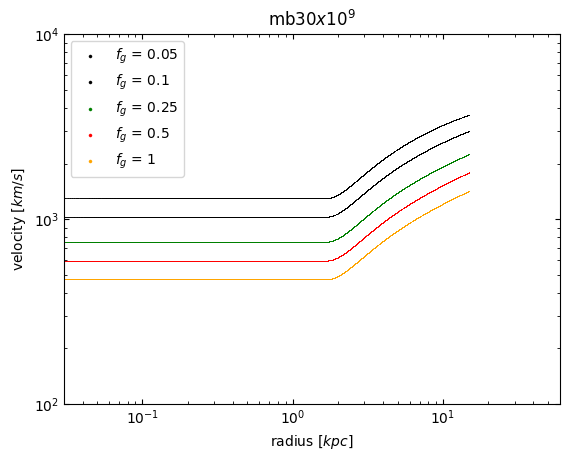 mb30x10⁹
10⁴
10³
10²
velocity [km/s]
f_g = 0.05
f_g = 0.1
f_g = 0.25
f_g = 0.5
f_g = 1
10⁻¹
10⁰
10¹
radius [kpc]